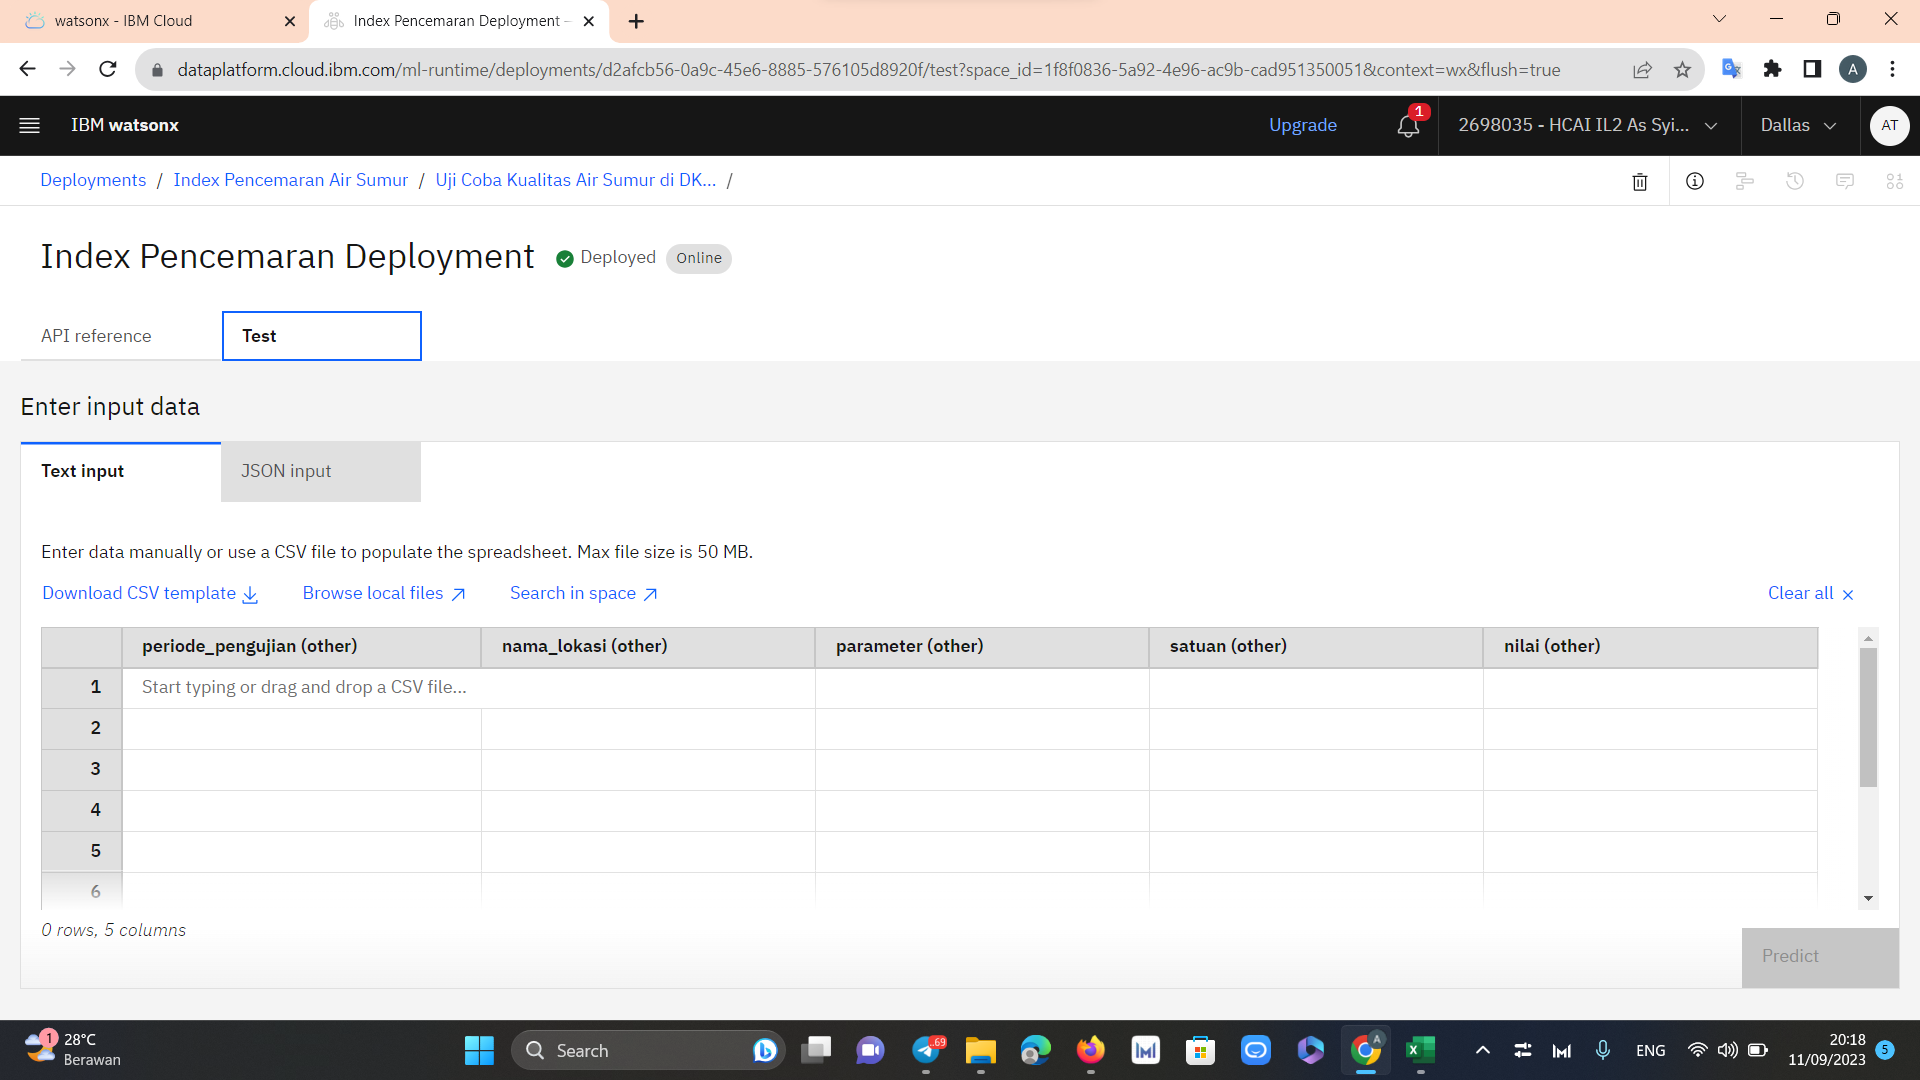 watsonx - IBM Cloud
Index Pencemaran Deployment –
dataplatform.cloud.ibm.com/ml-runtime/deployments/d2afcb56-0a9c-45e6-8885-576105d8920f/test?space_id=1f8f0836-5a92-4e96-ac9b-cad951350051&context=wx&flush=true
A
IBM watsonx
Upgrade
1
2698035 - HCAI IL2 As Syi...
Dallas
AT
Deployments / Index Pencemaran Air Sumur / Uji Coba Kualitas Air Sumur di DK... /
Index Pencemaran Deployment
Deployed
Online
API reference
Test
Enter input data
Text input
JSON input
Enter data manually or use a CSV file to populate the spreadsheet. Max file size is 50 MB.
Download CSV template
Browse local files
Search in space
Clear all
periode_pengujian (other)
nama_lokasi (other)
parameter (other)
satuan (other)
nilai (other)
1
Start typing or drag and drop a CSV file...
2
3
4
5
6
0 rows, 5 columns
Predict
1
28°C
Berawan
Search
..69
A
ENG
20:18
11/09/2023
5